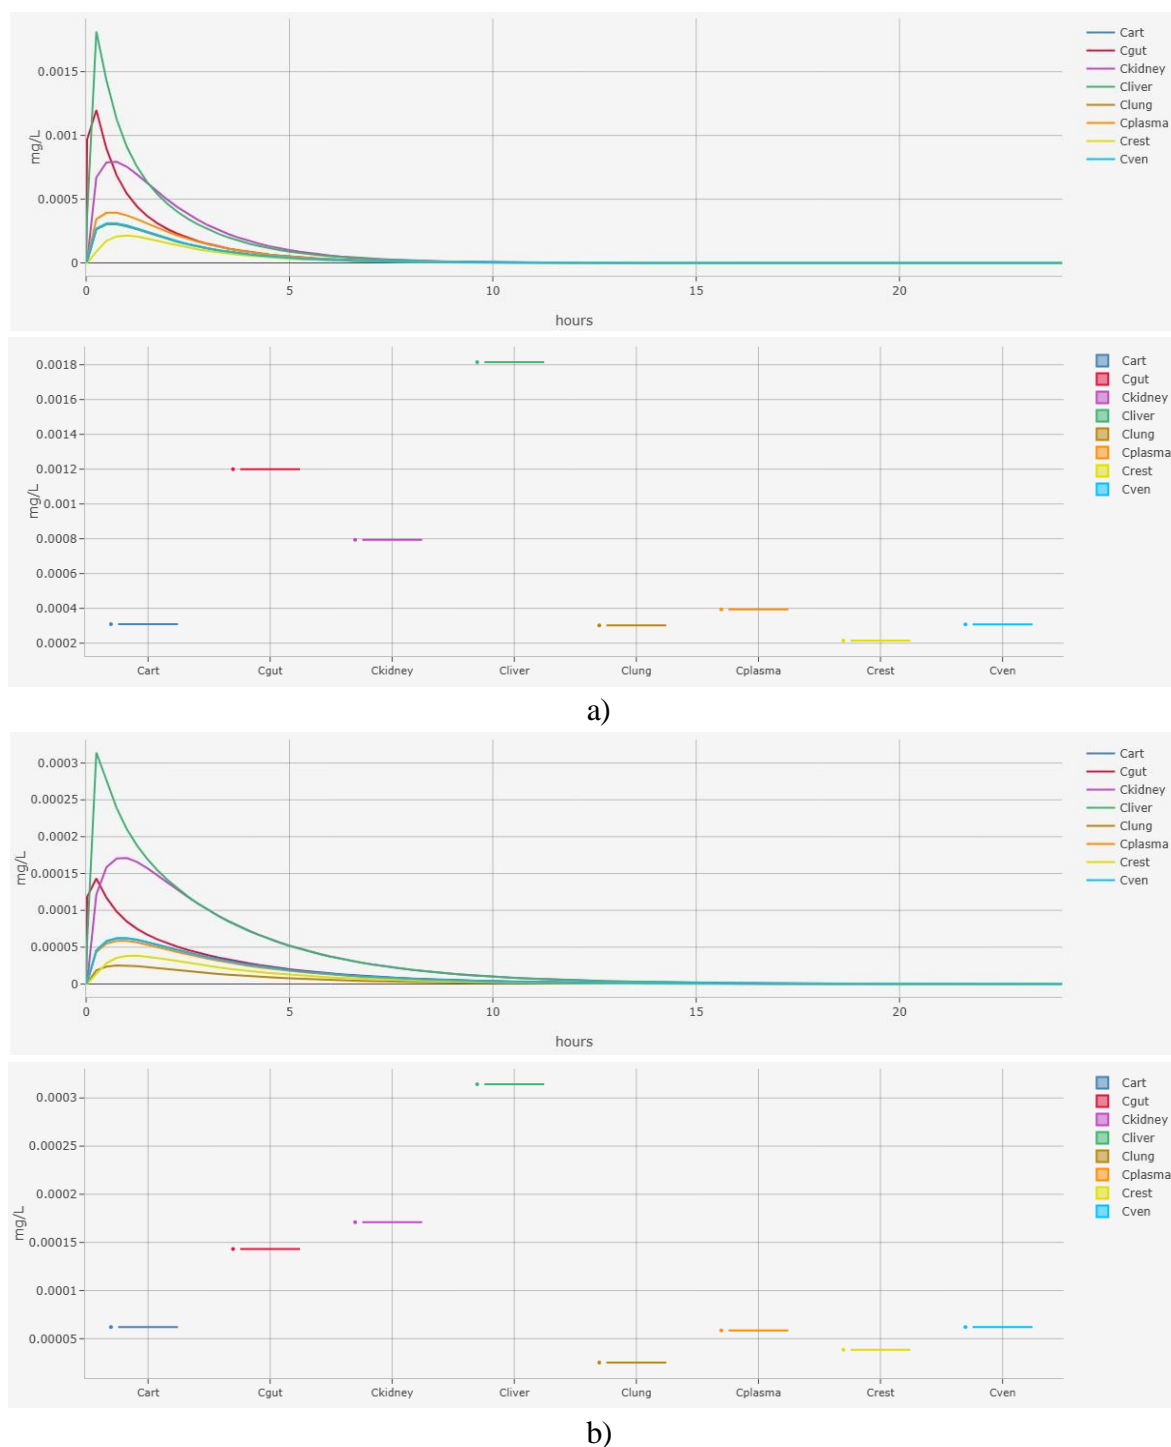 0.0015
0.001
0.0005
0
mg/L
0 5 10 15 20
hours
Cart
Cgut
Ckidney
Cliver
Clung
Cplasma
Crest
Cven
0.0018
0.0016
0.0014
0.0012
0.001
0.0008
0.0006
0.0004
0.0002
mg/L
Cart Cgut Ckidney Cliver Clung Cplasma Crest Cven
Cart
Cgut
Ckidney
Cliver
Clung
Cplasma
Crest
Cven
a)
0.0003
0.00025
0.0002
0.00015
0.0001
0.00005
0
mg/L
0 5 10 15 20
hours
Cart
Cgut
Ckidney
Cliver
Clung
Cplasma
Crest
Cven
0.0003
0.00025
0.0002
0.00015
0.0001
0.00005
mg/L
Cart Cgut Ckidney Cliver Clung Cplasma Crest Cven
Cart
Cgut
Ckidney
Cliver
Clung
Cplasma
Crest
Cven
b)